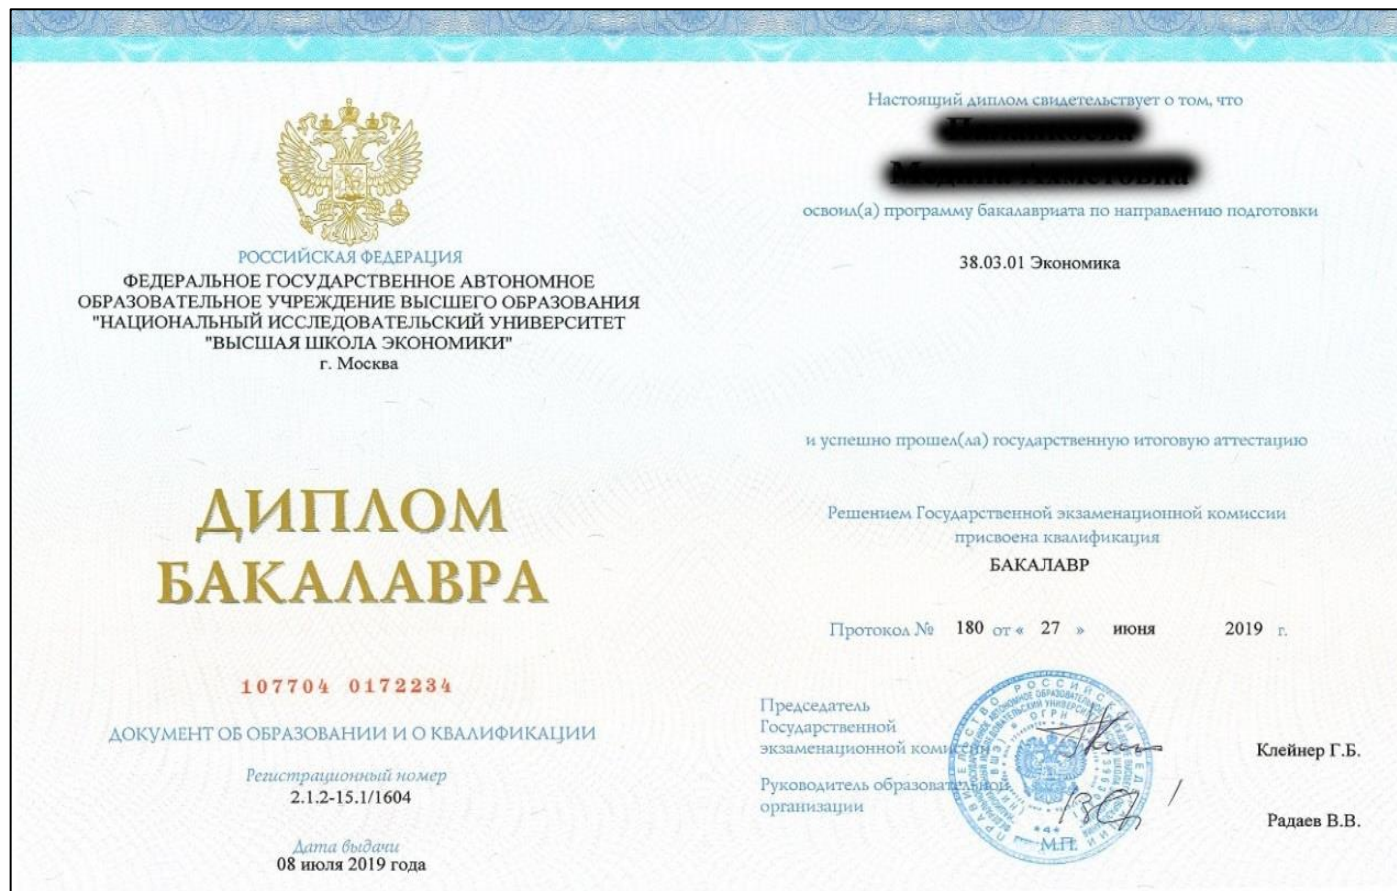 РОССИЙСКАЯ ФЕДЕРАЦИЯ
ФЕДЕРАЛЬНОЕ ГОСУДАРСТВЕННОЕ АВТОНОМНОЕ
ОБРАЗОВАТЕЛЬНОЕ УЧРЕЖДЕНИЕ ВЫСШЕГО ОБРАЗОВАНИЯ
"НАЦИОНАЛЬНЫЙ ИССЛЕДОВАТЕЛЬСКИЙ УНИВЕРСИТЕТ
"ВЫСШАЯ ШКОЛА ЭКОНОМИКИ"
г. Москва
ДИПЛОМ
БАКАЛАВРА
107704 0172234
ДОКУМЕНТ ОБ ОБРАЗОВАНИИ И О КВАЛИФИКАЦИИ
Регистрационный номер
2.1.2-15.1/1604
Дата выдачи
08 июля 2019 года
Настоящий диплом свидетельствует о том, что
освоил(а) программу бакалавриата по направлению подготовки
38.03.01 Экономика
и успешно прошел(ла) государственную итоговую аттестацию
Решением Государственной экзаменационной комиссии
присвоена квалификация
БАКАЛАВР
Протокол № 180 от « 27 » июня 2019 г.
Председатель
Государственной
экзаменационной комиссии
Клейнер Г.Б.
Руководитель образовательной
организации
Радаев В.В.
М.П.